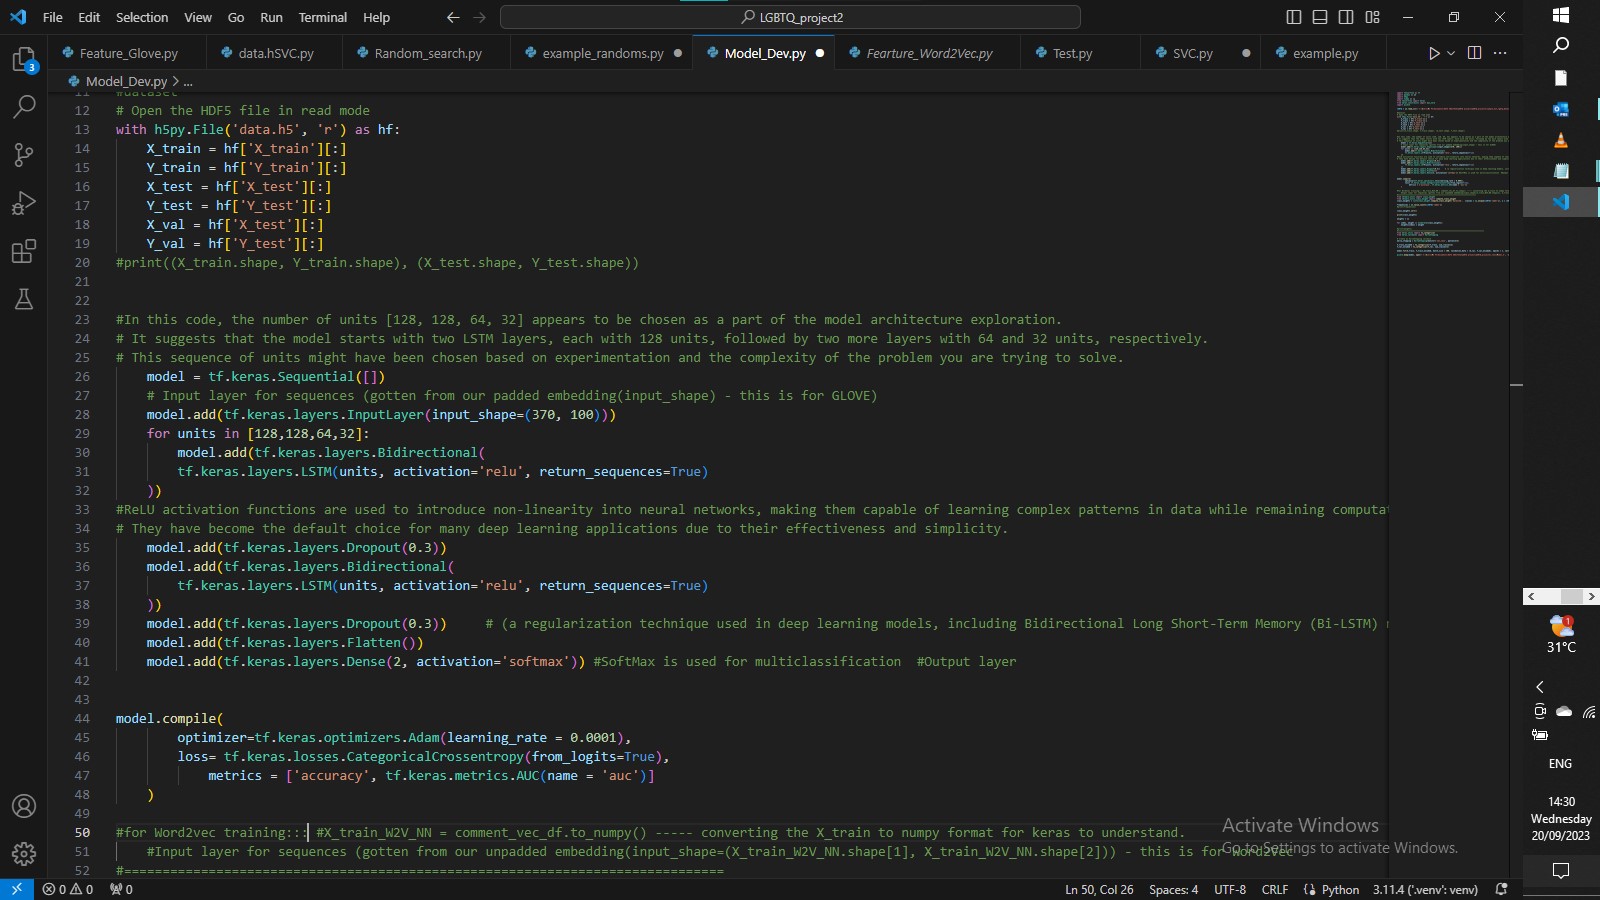 File Edit Selection View Go Run Terminal Help LGBTQ_project2
Feature_Glove.py data.hSVC.py Random_search.py example_randoms.py Model_Dev.py Fearture_Word2Vec.py Test.py SVC.py example.py
Model_Dev.py > ...
11 #dataset
12 # Open the HDF5 file in read mode
13 with h5py.File('data.h5', 'r') as hf:
14 X_train = hf['X_train'][:]
15 Y_train = hf['Y_train'][:]
16 X_test = hf['X_test'][:]
17 Y_test = hf['Y_test'][:]
18 X_val = hf['X_test'][:]
19 Y_val = hf['Y_test'][:]
20 #print((X_train.shape, Y_train.shape), (X_test.shape, Y_test.shape))
21
22
23 #In this code, the number of units [128, 128, 64, 32] appears to be chosen as a part of the model architecture exploration.
24 # It suggests that the model starts with two LSTM layers, each with 128 units, followed by two more layers with 64 and 32 units, respectively.
25 # This sequence of units might have been chosen based on experimentation and the complexity of the problem you are trying to solve.
26 model = tf.keras.Sequential([])
27 # Input layer for sequences (gotten from our padded embedding(input_shape) - this is for GLOVE)
28 model.add(tf.keras.layers.InputLayer(input_shape=(370, 100)))
29 for units in [128,128,64,32]:
30 model.add(tf.keras.layers.Bidirectional(
31 tf.keras.layers.LSTM(units, activation='relu', return_sequences=True)
32 ))
33 #ReLU activation functions are used to introduce non-linearity into neural networks, making them capable of learning complex patterns in data while remaining computat
34 # They have become the default choice for many deep learning applications due to their effectiveness and simplicity.
35 model.add(tf.keras.layers.Dropout(0.3))
36 model.add(tf.keras.layers.Bidirectional(
37 tf.keras.layers.LSTM(units, activation='relu', return_sequences=True)
38 ))
39 model.add(tf.keras.layers.Dropout(0.3)) # (a regularization technique used in deep learning models, including Bidirectional Long Short-Term Memory (Bi-LSTM)
40 model.add(tf.keras.layers.Flatten())
41 model.add(tf.keras.layers.Dense(2, activation='softmax')) #SoftMax is used for multiclassification #Output layer
42
43
44 model.compile(
45 optimizer=tf.keras.optimizers.Adam(learning_rate = 0.0001),
46 loss= tf.keras.losses.CategoricalCrossentropy(from_logits=True),
47 metrics = ['accuracy', tf.keras.metrics.AUC(name = 'auc')]
48 )
49
50 #for Word2vec training::: #X_train_W2V_NN = comment_vec_df.to_numpy() ----- converting the X_train to numpy format for keras to understand.
51 #Input layer for sequences (gotten from our unpadded embedding(input_shape=(X_train_W2V_NN.shape[1], X_train_W2V_NN.shape[2])) - this is for word2vec
52 #==============================================================================
Activate Windows
Go to Settings to activate Windows.
0 0 0 Ln 50, Col 26 Spaces: 4 UTF-8 CRLF Python 3.11.4 ('.venv': venv)
3
1
31°C
ENG
14:30
Wednesday
20/09/2023